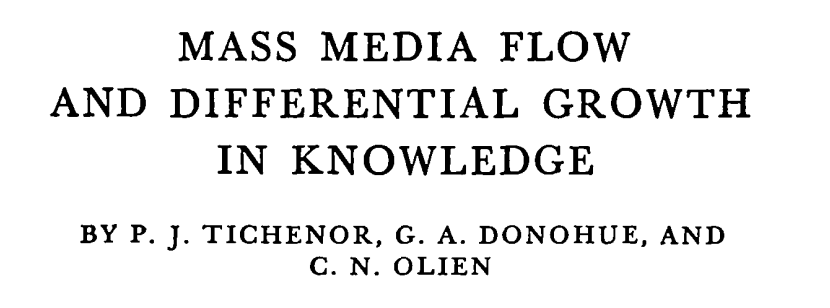 MASS MEDIA FLOW
AND DIFFERENTIAL GROWTH
IN KNOWLEDGE
BY P. J. TICHENOR, G. A. DONOHUE, AND
C. N. OLIEN